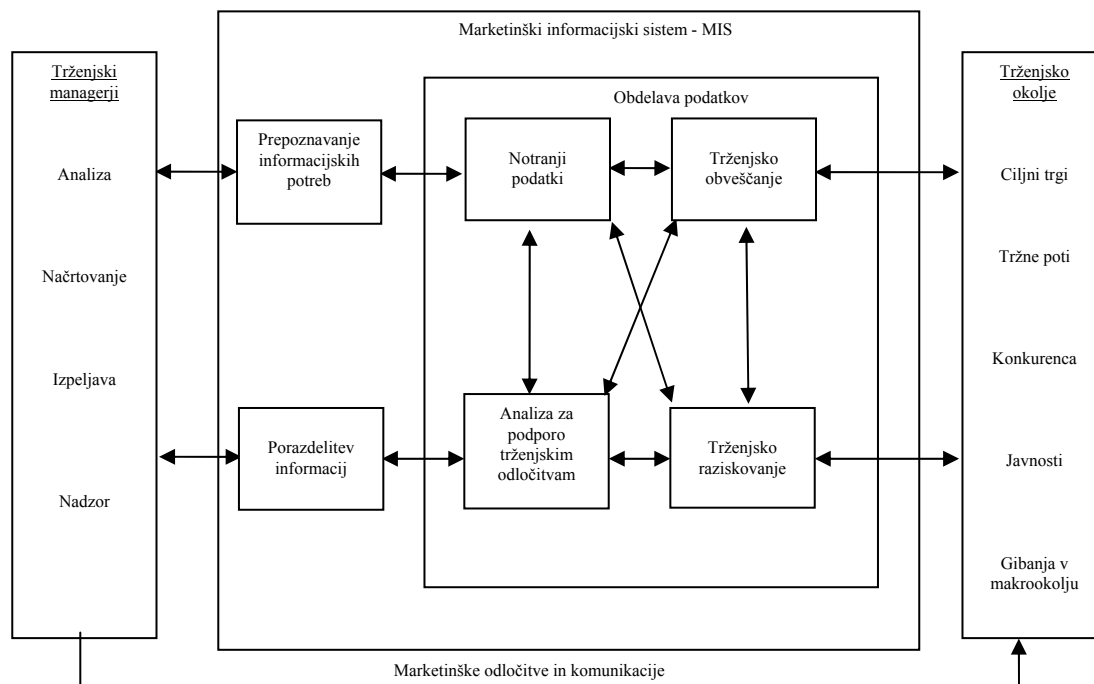 Marketinški informacijski sistem - MIS
Trženjski
managerji
Analiza
Načrtovanje
Izpeljava
Nadzor
Prepoznavanje
informacijskih
potreb
Porazdelitev
informacij
Obdelava podatkov
Notranji
podatki
Trženjsko
obveščanje
Analiza za
podporo
trženjskim
odločitvam
Trženjsko
raziskovanje
Trženjsko
okolje
Ciljni trgi
Tržne poti
Konkurenca
Javnosti
Gibanja v
makrookolju
Marketinške odločitve in komunikacije